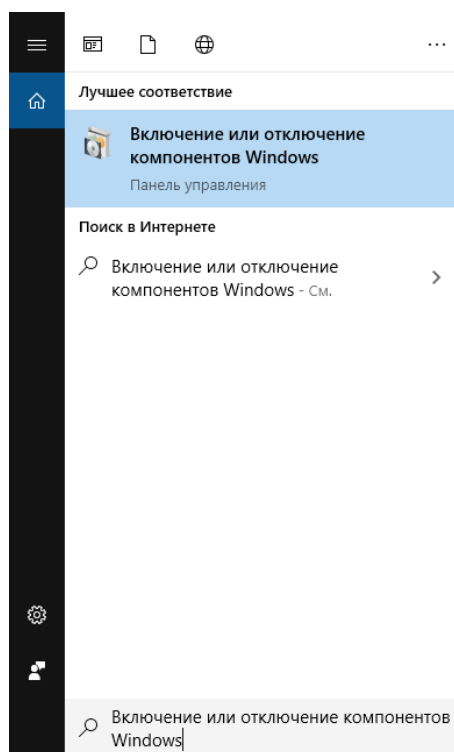 Лучшее соответствие
Включение или отключение
компонентов Windows
Панель управления
Поиск в Интернете
Включение или отключение
компонентов Windows - См.
Включение или отключение компонентов
Windows